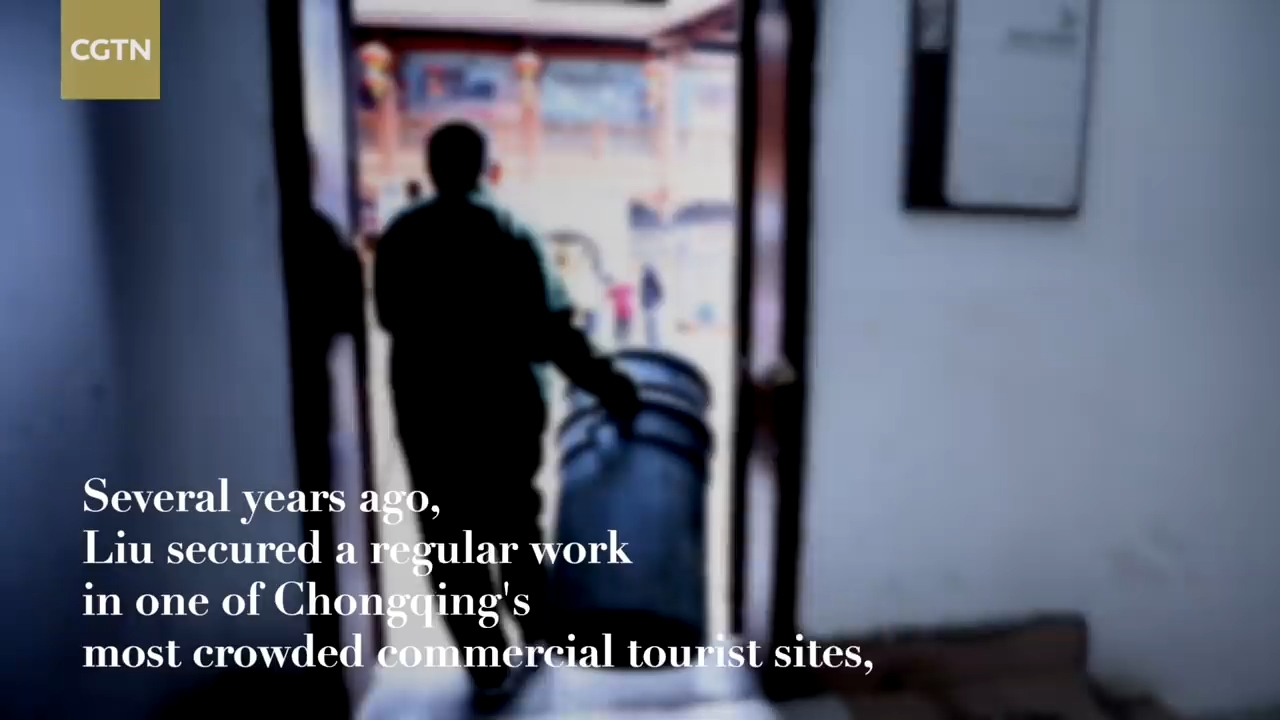 CGTN
Several years ago,
Liu secured a regular work
in one of Chongqing's
most crowded commercial tourist sites,